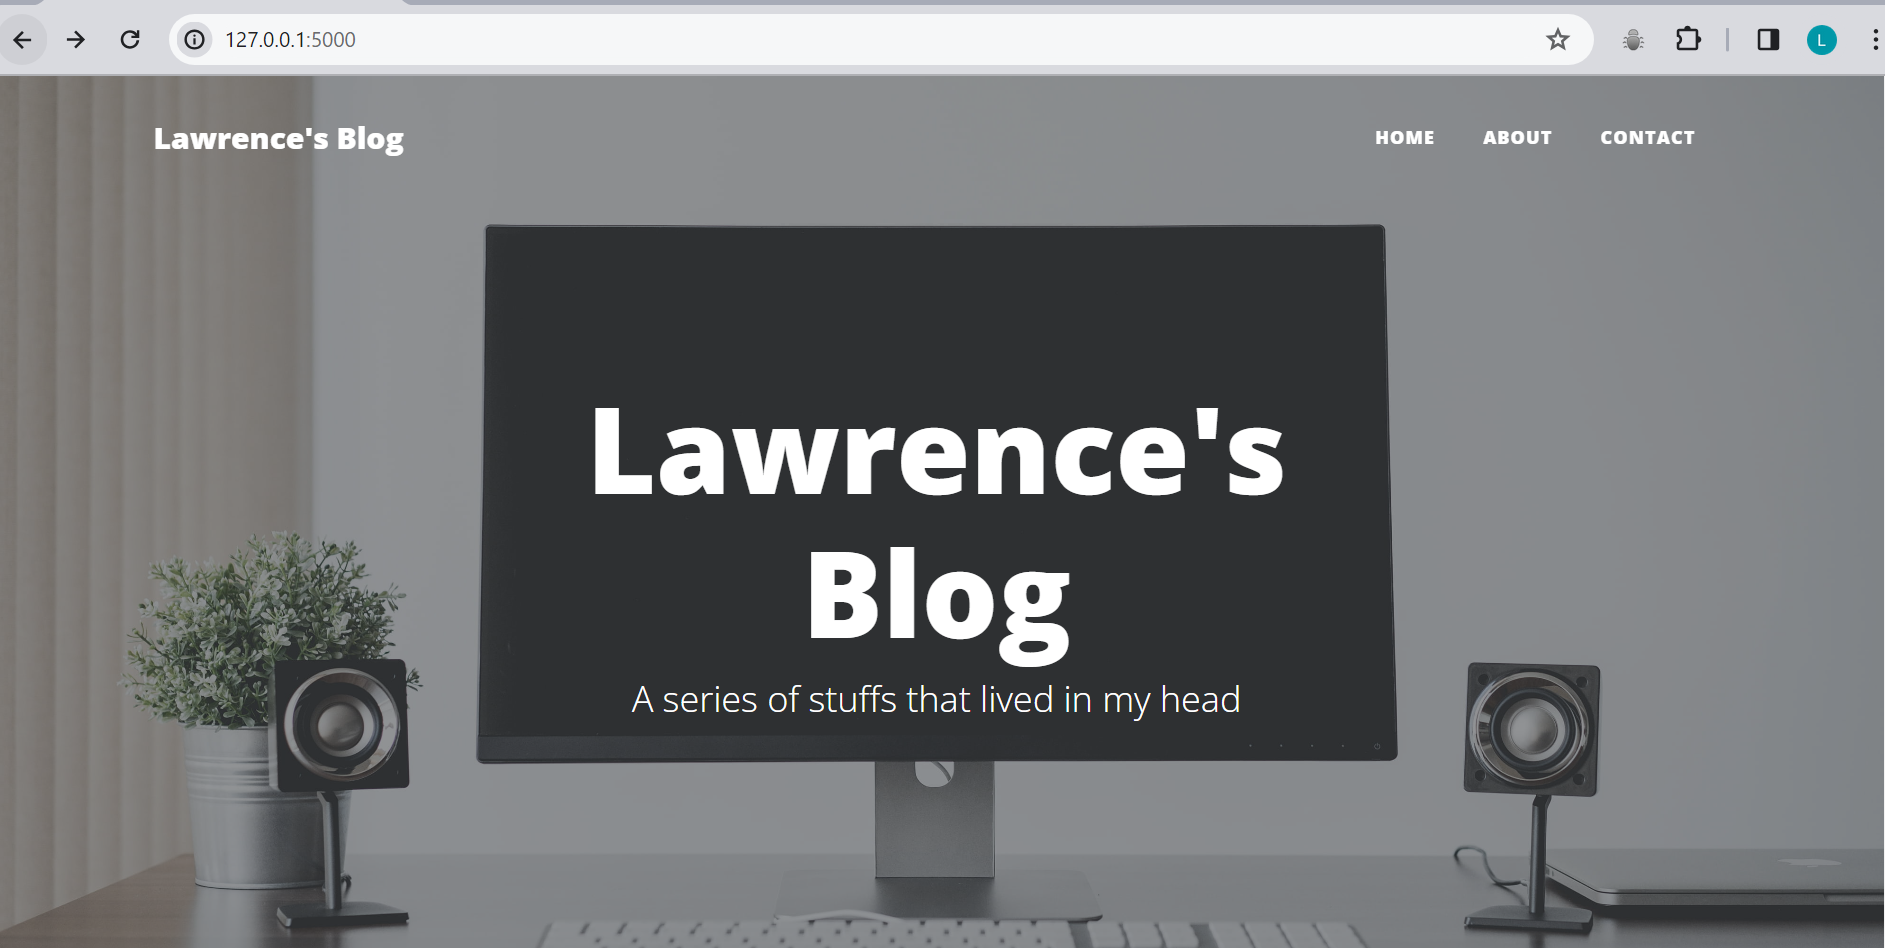 127.0.0.1:5000
L
Lawrence's Blog
HOME ABOUT CONTACT
Lawrence's
Blog
A series of stuffs that lived in my head